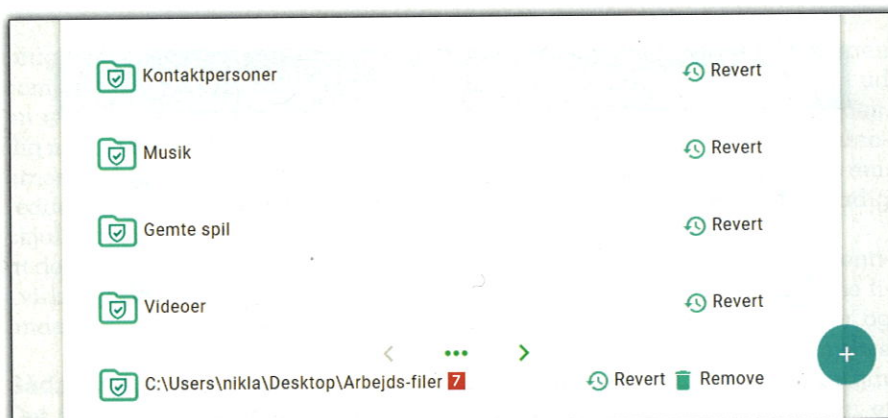 Kontaktpersoner Revert
Musik Revert
Gemte spil Revert
Videoer Revert
C:\Users\nikla\Desktop\Arbejds-filer 7 Revert Remove